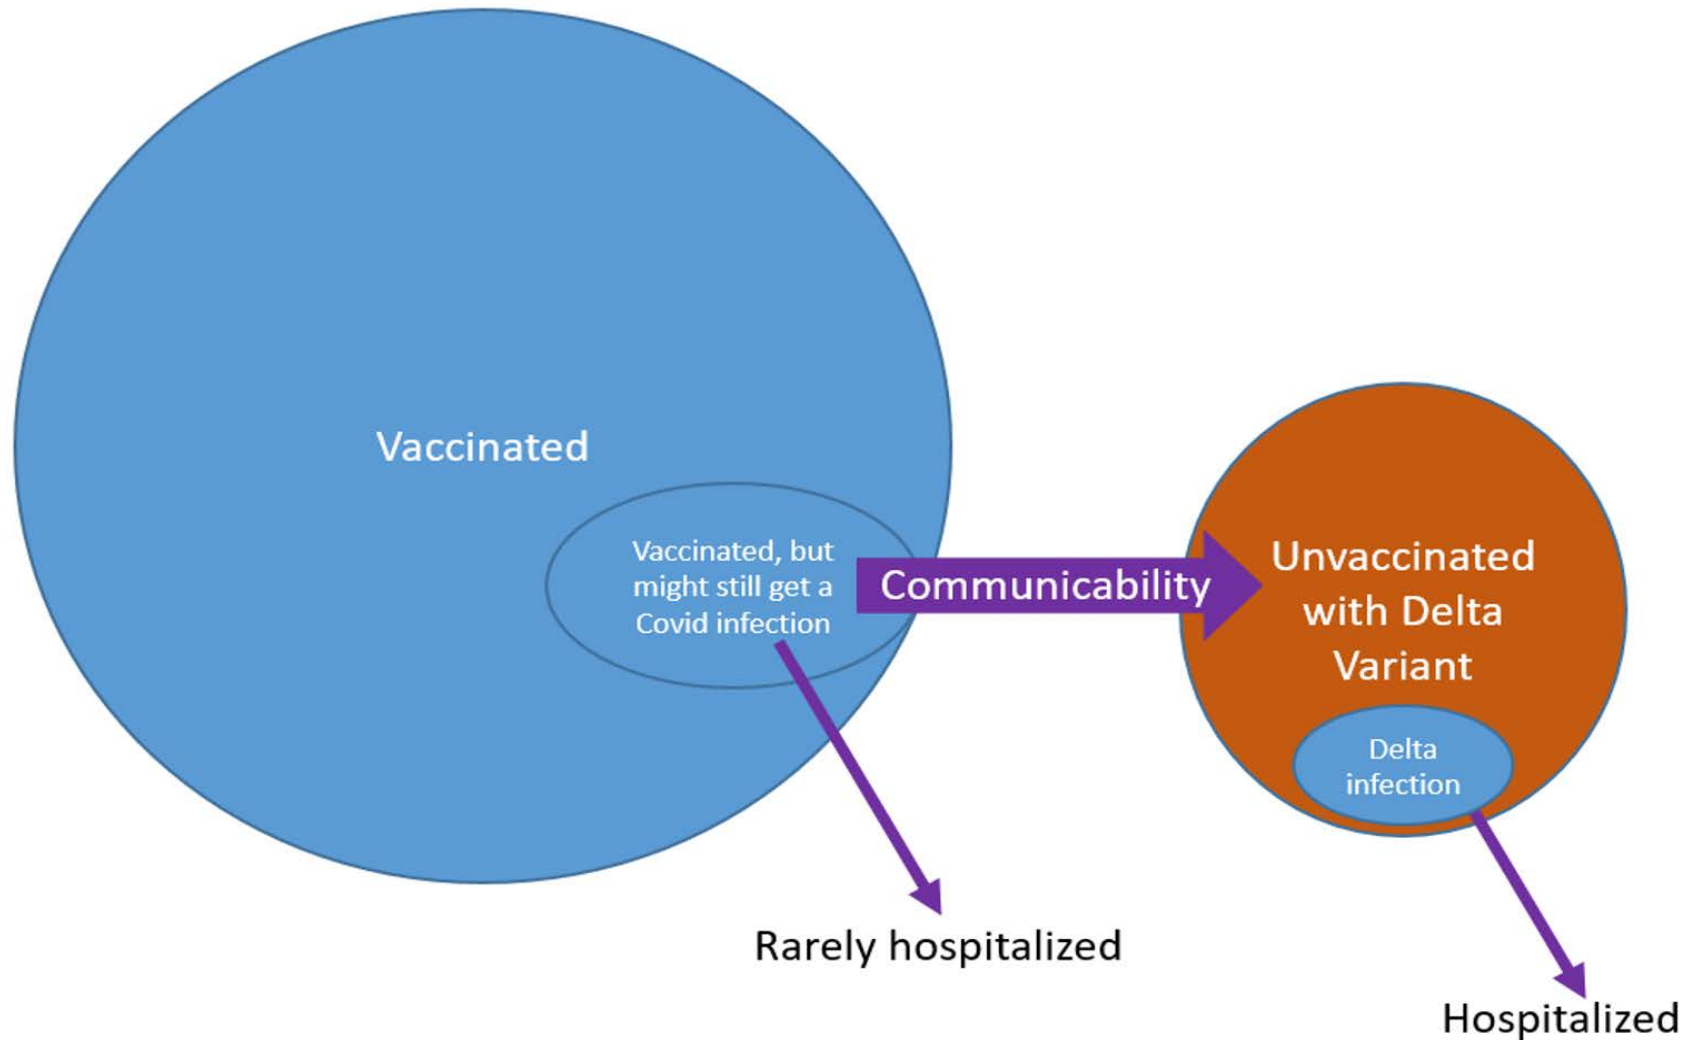 Vaccinated
Vaccinated, but
might still get a
Covid infection
Communicability
Unvaccinated
with Delta
Variant
Delta
infection
Rarely hospitalized
Hospitalized